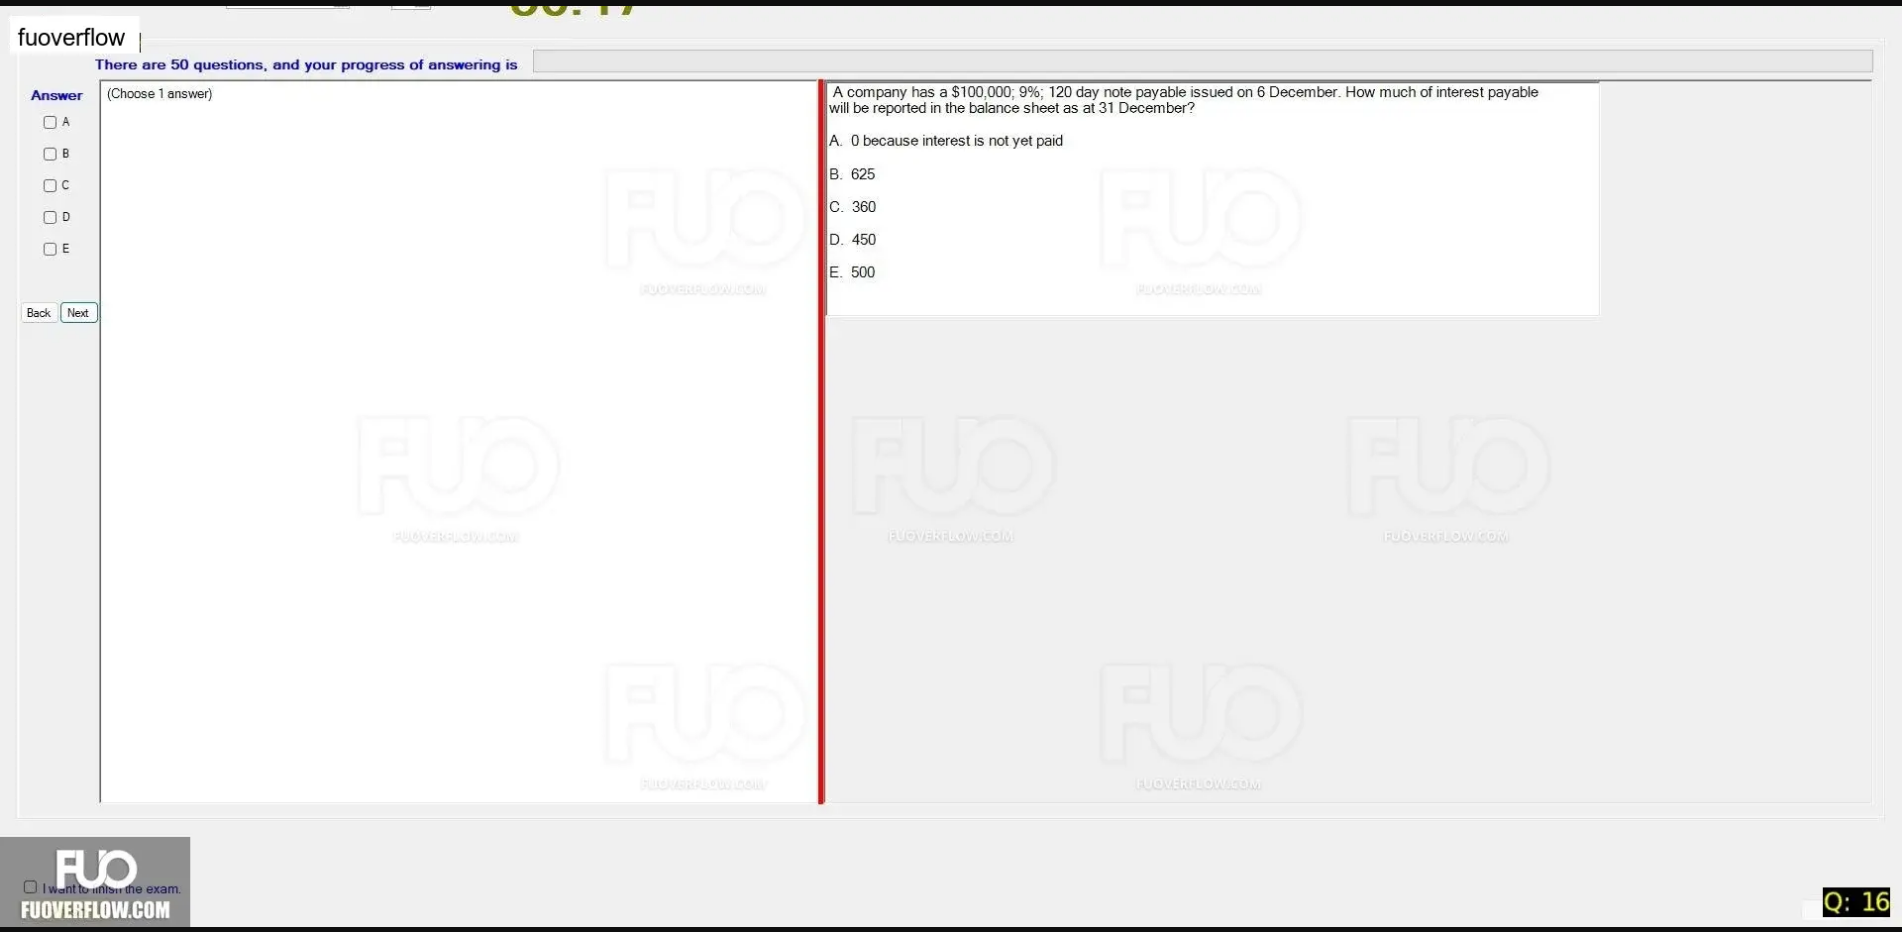 fuoverflow
There are 50 questions, and your progress of answering is
Answer
(Choose 1 answer)
A
B
C
D
E
Back Next
A company has a $100,000; 9%; 120 day note payable issued on 6 December. How much of interest payable
will be reported in the balance sheet as at 31 December?
A. 0 because interest is not yet paid
B. 625
C. 360
D. 450
E. 500
FUO
FUOVERFLOW.COM
FUO
FUOVERFLOW.COM
FUO
FUOVERFLOW.COM
FUO
FUOVERFLOW.COM
FUO
FUOVERFLOW.COM
FUO
FUOVERFLOW.COM
FUO
FUOVERFLOW.COM
FUO
I want to finish the exam.
FUOVERFLOW.COM
Q: 16